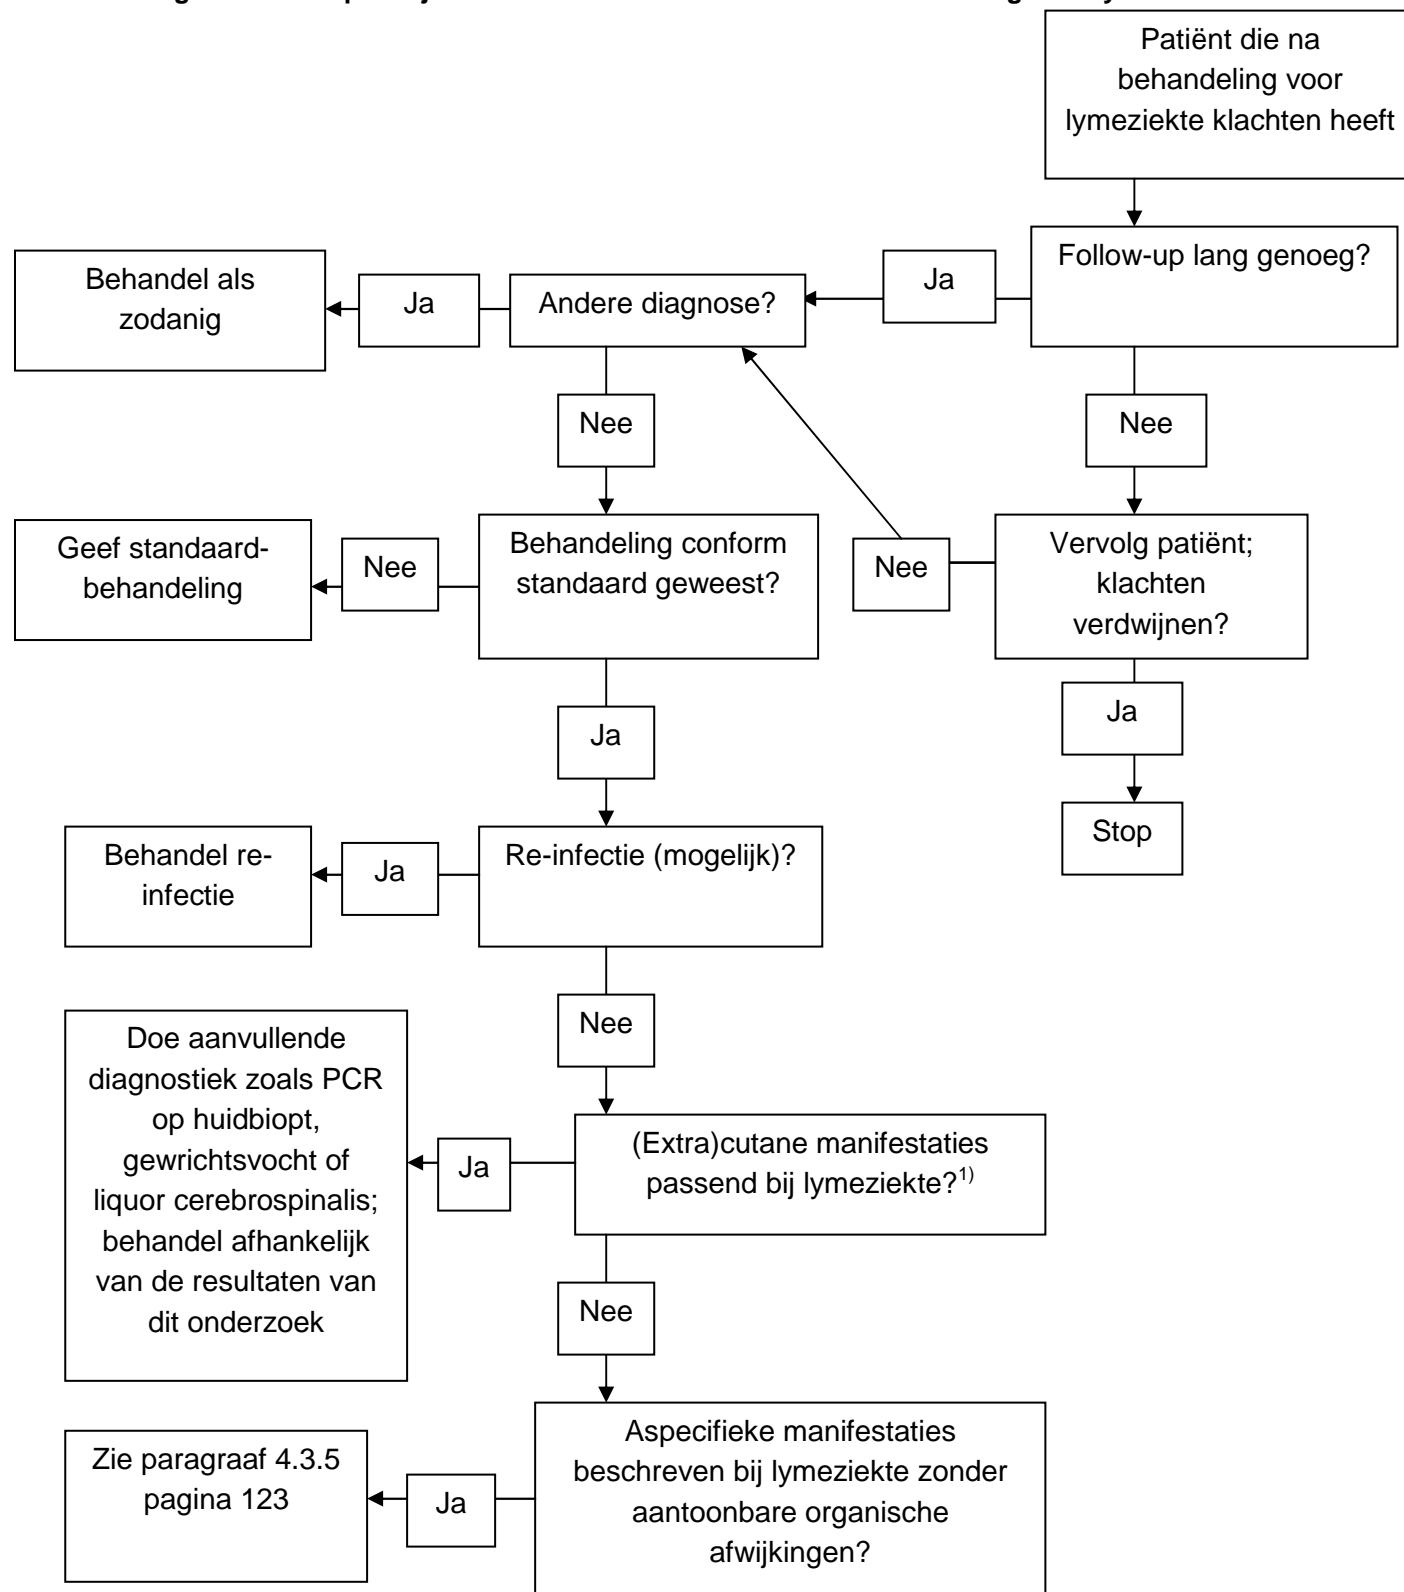 Patiënt die na
behandeling voor
lymeziekte klachten heeft
Follow-up lang genoeg?
Ja
Andere diagnose?
Ja
Behandel als
zodanig
Nee
Nee
Vervolg patiënt;
klachten
verdwijnen?
Nee
Behandeling conform
standaard geweest?
Nee
Geef standaard-
behandeling
Ja
Ja
Stop
Re-infectie (mogelijk)?
Ja
Behandel re-
infectie
Nee
(Extra)cutane manifestaties
passend bij lymeziekte?1)
Ja
Doe aanvullende
diagnostiek zoals PCR
op huidbiopt,
gewrichtsvocht of
liquor cerebrospinalis;
behandel afhankelijk
van de resultaten van
dit onderzoek
Nee
Aspecifieke manifestaties
beschreven bij lymeziekte zonder
aantoonbare organische
afwijkingen?
Ja
Zie paragraaf 4.3.5
pagina 123